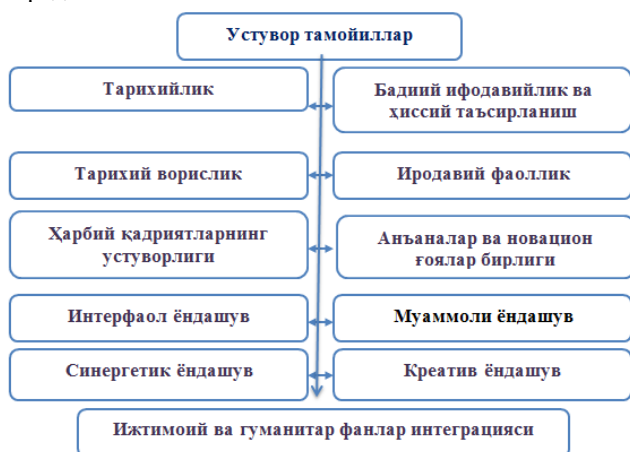 Устувор тамойиллар
Тарихийлик
Бадиий ифодавийлик ва
ҳиссий таъсирланиш
Тарихий ворислик
Иродавий фаоллик
Ҳарбий қадриятларнинг
устуворлиги
Анъаналар ва новацион
ғоялар бирлиги
Интерфаол ёндашув
Муаммоли ёндашув
Синергетик ёндашув
Креатив ёндашув
Ижтимоий ва гуманитар фанлар интеграцияси